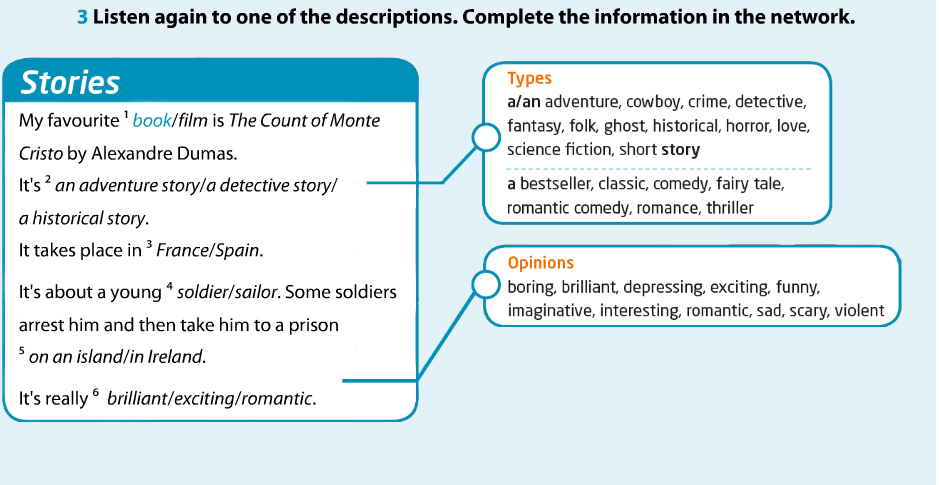 3 Listen again to one of the descriptions. Complete the information in the network.
Stories
My favourite ¹ book/film is The Count of Monte
Cristo by Alexandre Dumas.
It's ² an adventure story/a detective story/
a historical story.
It takes place in ³ France/Spain.
It's about a young ⁴ soldier/sailor. Some soldiers
arrest him and then take him to a prison
⁵ on an island/in Ireland.
It's really ⁶ brilliant/exciting/romantic.
Types
a/an adventure, cowboy, crime, detective,
fantasy, folk, ghost, historical, horror, love,
science fiction, short story
a bestseller, classic, comedy, fairy tale,
romantic comedy, romance, thriller
Opinions
boring, brilliant, depressing, exciting, funny,
imaginative, interesting, romantic, sad, scary, violent